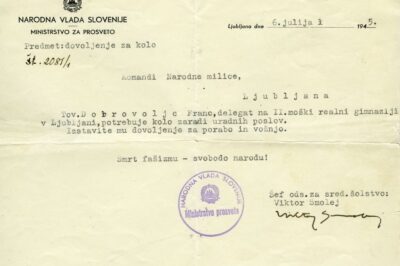 NARODNA VLADA SLOVENIJE
MINISTRSTVO ZA PROSVETO
Ljubljana dne 6.julija 1945.
Predmet:dovoljenje za kolo
Št. 2085/1
Komandi Narodne milice,
Ljubljana
Tov.Dobrovoljc Franc,delegat na II.moški realni gimnaziji
v Ljubljani,potrebuje kolo zaradi uradnih poslov.
Izstavite mu dovoljenje za porabo in vožnjo.
Smrt fašizmu - svobodo narodu!
NARODNA VLADA SLOVENIJE
Ministrstvo prosvete
Šef ods.za sred.šolstvo:
Viktor Smolej